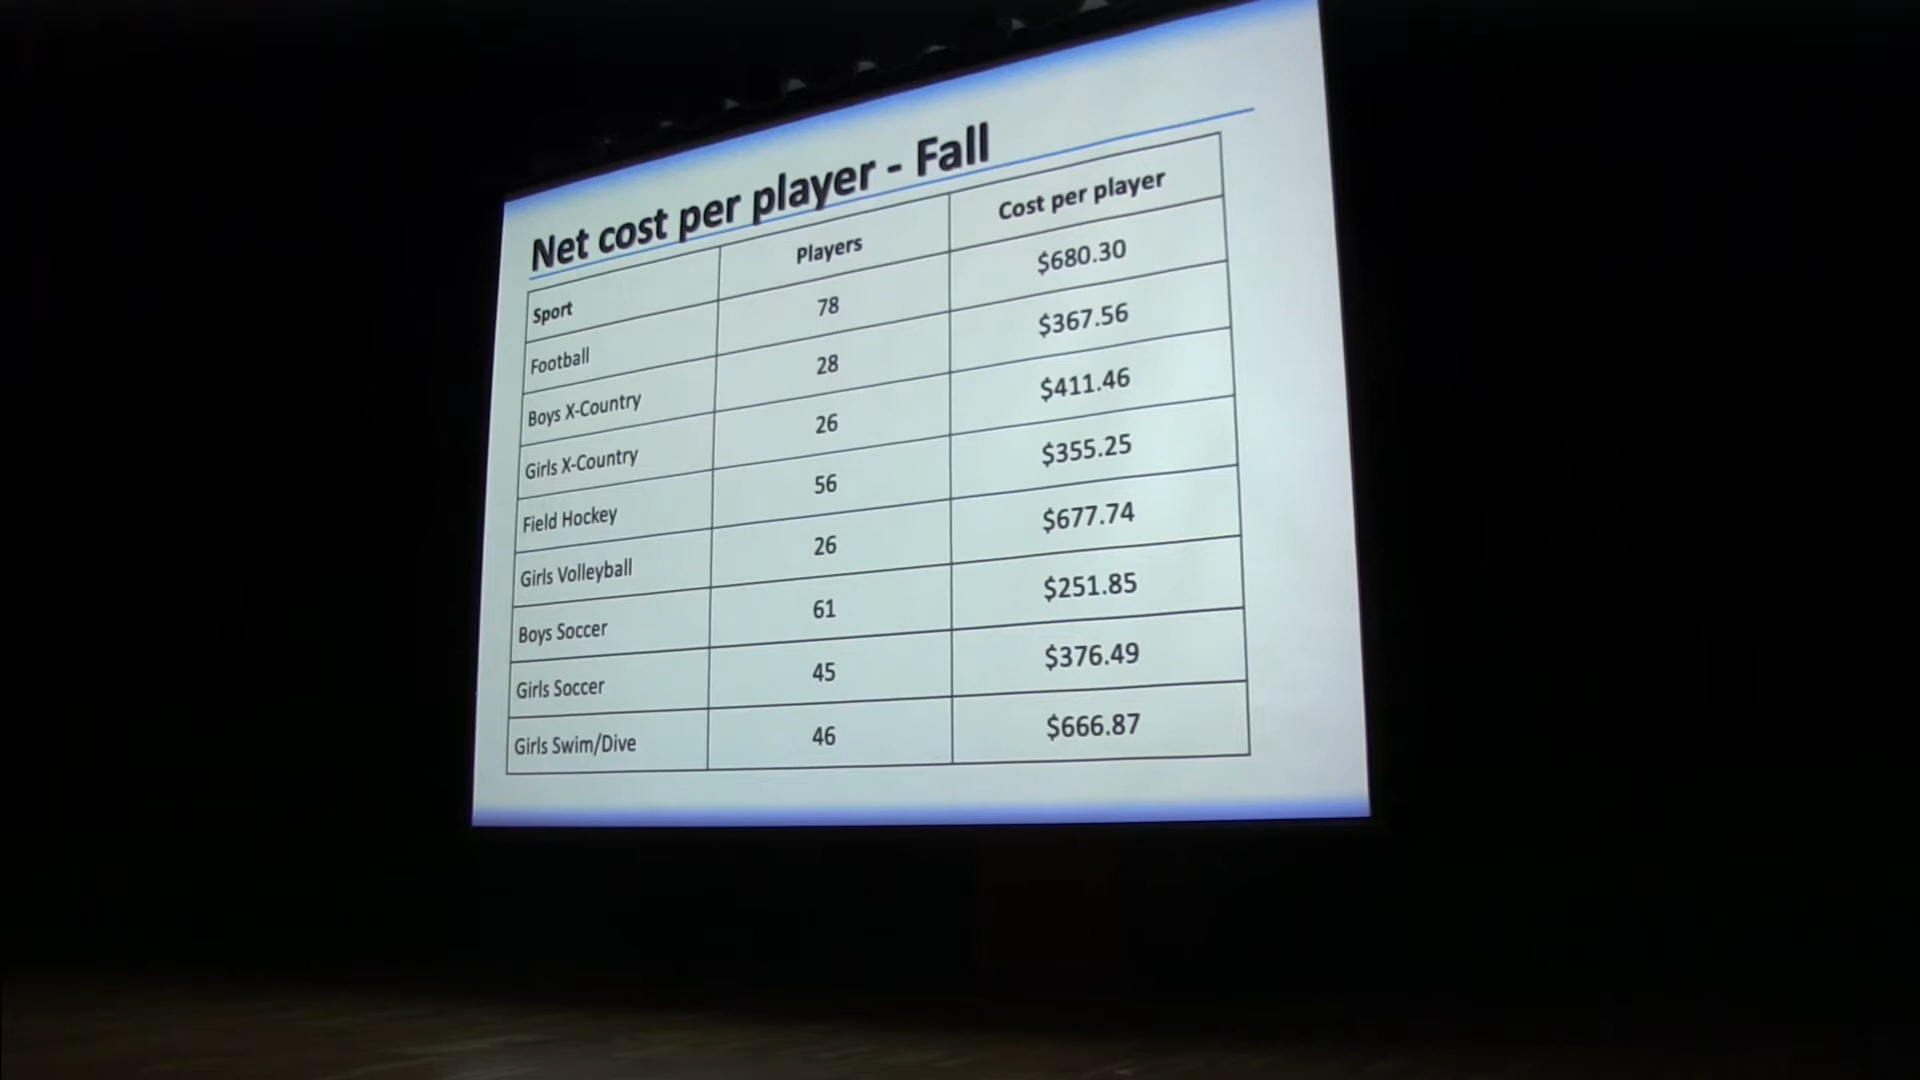 Net cost per player - Fall
Sport Players Cost per player
Football 78 $680.30
Boys X-Country 28 $367.56
Girls X-Country 26 $411.46
Field Hockey 56 $355.25
Girls Volleyball 26 $677.74
Boys Soccer 61 $251.85
Girls Soccer 45 $376.49
Girls Swim/Dive 46 $666.87